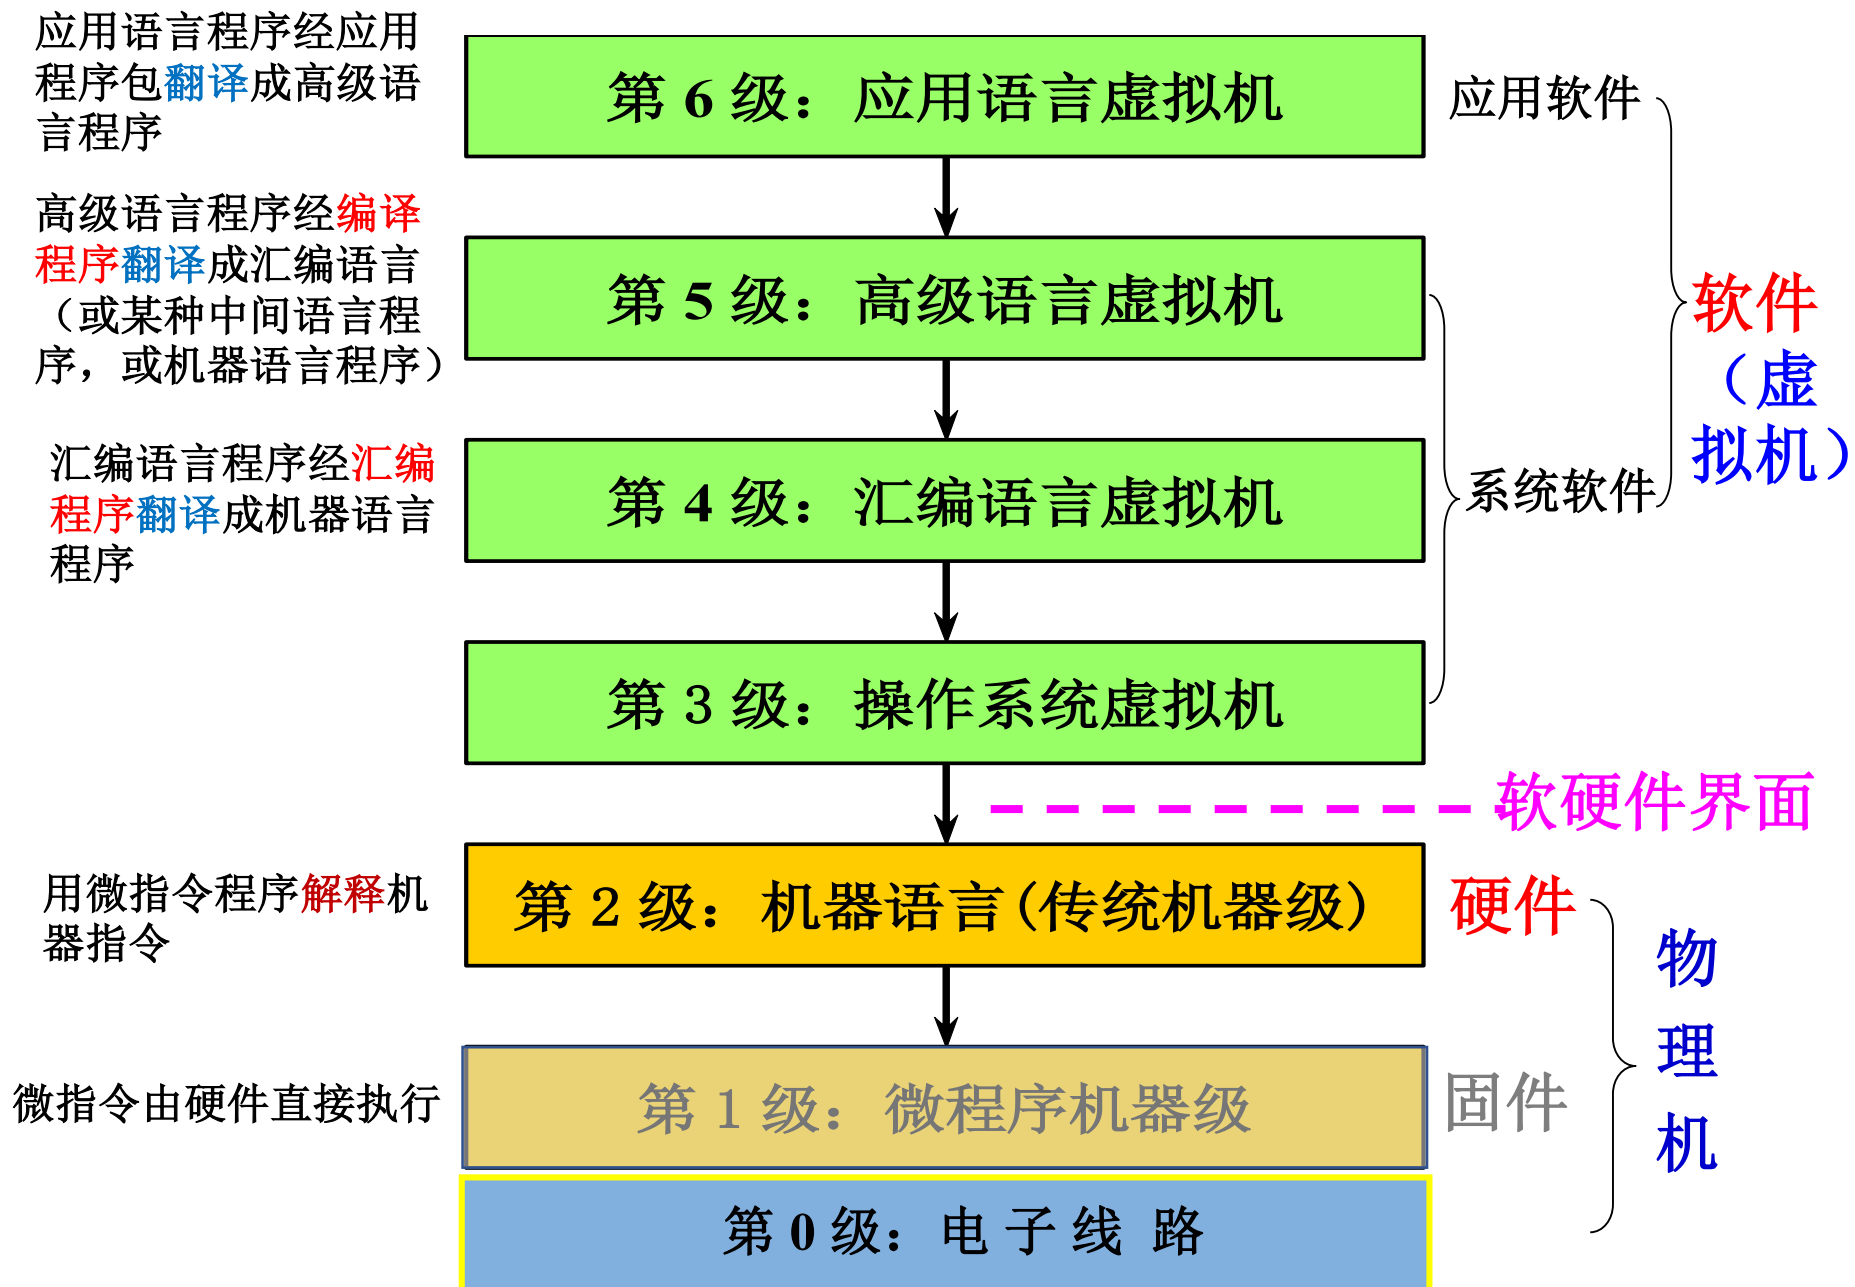 应用语言程序经应用
程序包翻译成高级语
言程序
第 6 级：应用语言虚拟机
应用软件
高级语言程序经编译
程序翻译成汇编语言
（或某种中间语言程
序，或机器语言程序）
第 5 级：高级语言虚拟机
软件
（虚
拟机）
汇编语言程序经汇编
程序翻译成机器语言
程序
第 4 级：汇编语言虚拟机
系统软件
第 3 级：操作系统虚拟机
软硬件界面
用微指令程序解释机
器指令
第 2 级：机器语言(传统机器级)
硬件
物
理
机
微指令由硬件直接执行
第 1 级：微程序机器级
固件
第 0 级：电 子 线 路